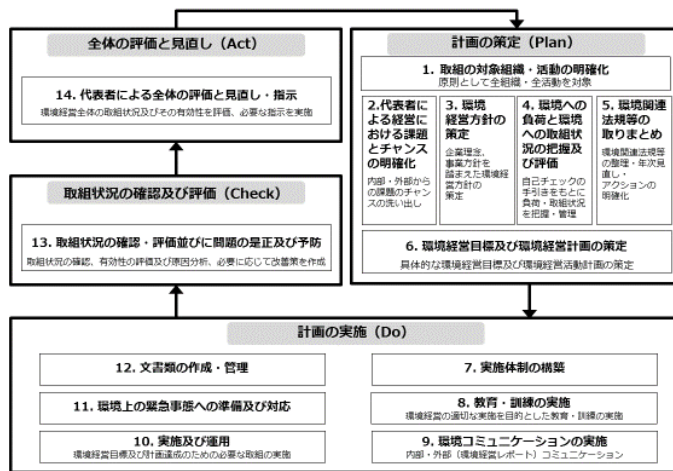 全体の評価と見直し（Act）
14. 代表者による全体の評価と見直し・指示
環境経営全体の取組状況及びその有効性を評価、必要な指示を実施
計画の策定（Plan）
1. 取組の対象組織・活動の明確化
原則として全組織・全活動を対象
2.代表者に
よる経営に
おける課題
とチャンス
の明確化
内部・外部から
の課題のチャン
スの洗い出し
3. 環境
経営方針の
策定
企業理念,
事業方針を
踏まえた環境経
営方針の
策定
4. 環境への
負荷と環境
への取組状
況の把握及
び評価
自己チェックの
手引きをもとに
負荷・取組状況
を把握・管理
5. 環境関連
法規等の
取りまとめ
環境関連法規等
の整理・年次見
直し・
アクションの
明確化
6. 環境経営目標及び環境経営計画の策定
具体的な環境経営目標及び環境経営活動計画の策定
取組状況の確認及び評価（Check）
13. 取組状況の確認・評価並びに問題の是正及び予防
取組状況の確認、有効性の評価及び原因分析、必要に応じて改善策を作成
計画の実施（Do）
12. 文書類の作成・管理
11. 環境上の緊急事態への準備及び対応
10. 実施及び運用
環境経営目標及び計画達成のための必要な取組の実施
7. 実施体制の構築
8. 教育・訓練の実施
環境経営の適切な実施を目的とした教育・訓練の実施
9. 環境コミュニケーションの実施
内部・外部（環境経営レポート）コミュニケーション